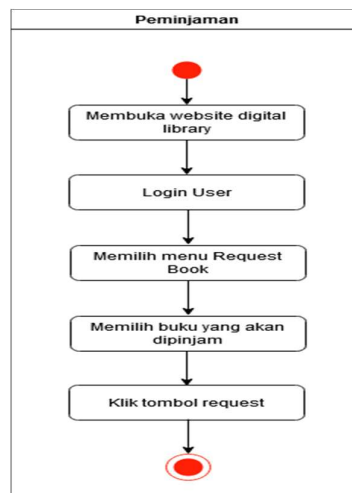 Peminjaman
Membuka website digital
library
Login User
Memilih menu Request
Book
Memilih buku yang akan
dipinjam
Klik tombol request